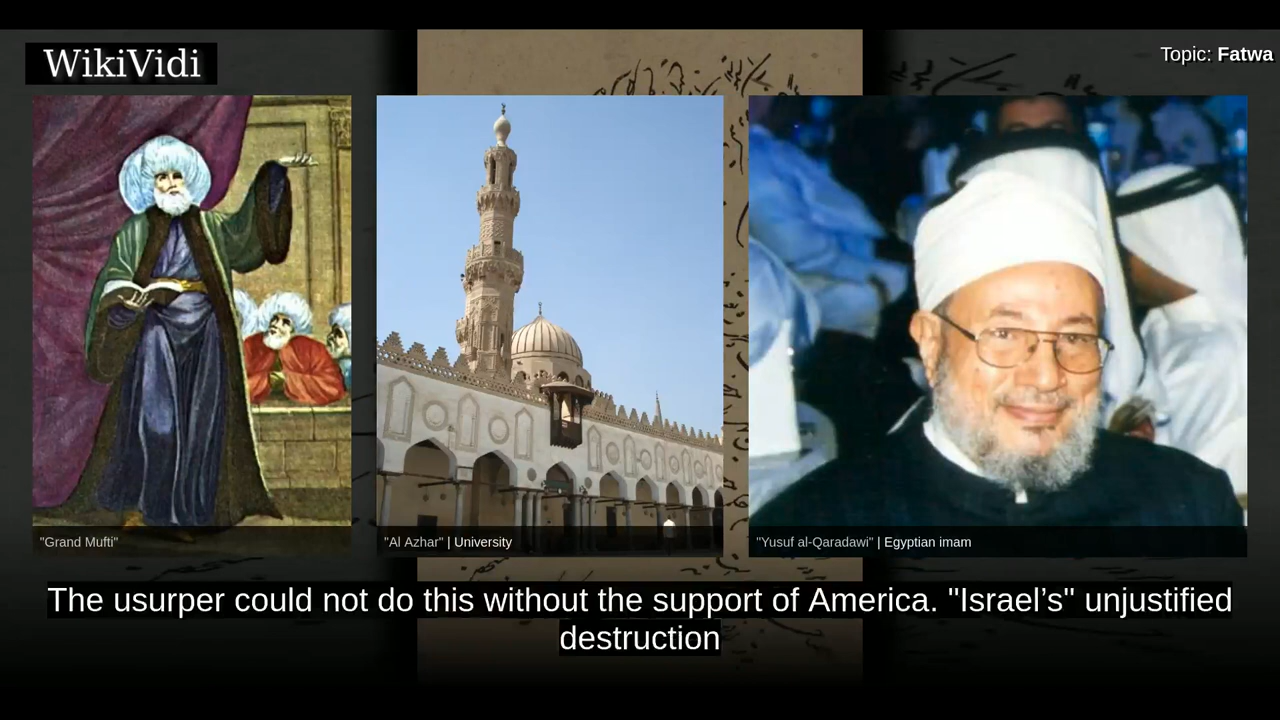 WikiVidi
Topic: Fatwa
"Grand Mufti"
"Al Azhar" | University
"Yusuf al-Qaradawi" | Egyptian imam
The usurper could not do this without the support of America. "Israel’s" unjustified
destruction